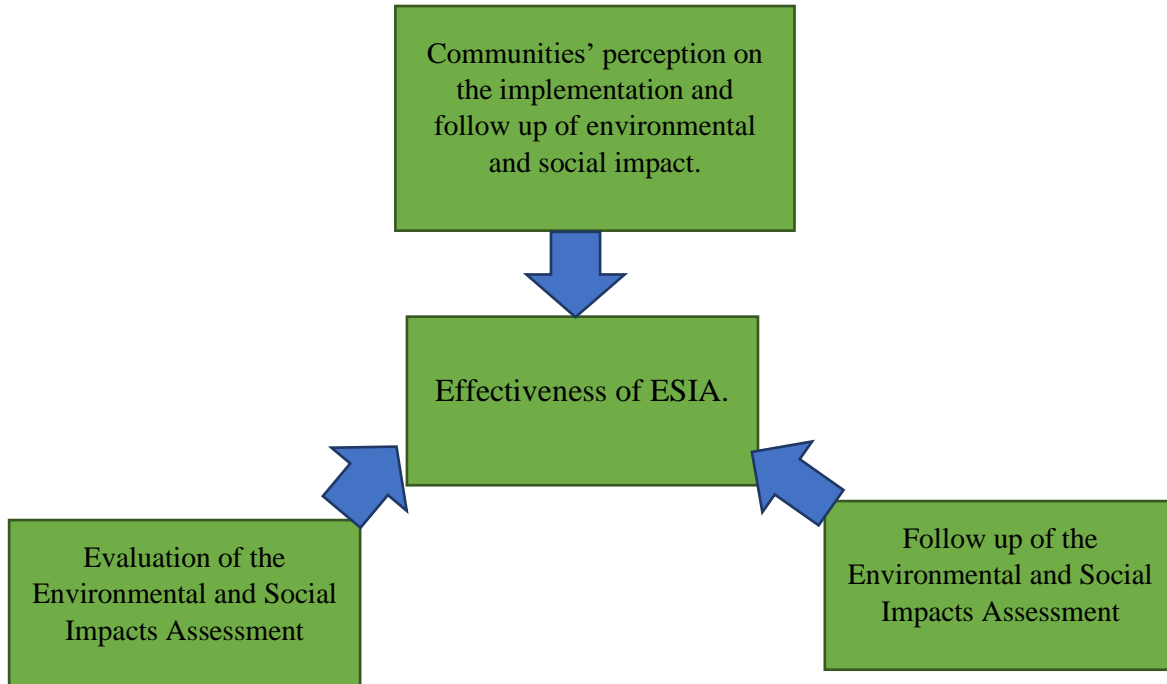 Communities’ perception on
the implementation and
follow up of environmental
and social impact.
Effectiveness of ESIA.
Evaluation of the
Environmental and Social
Impacts Assessment
Follow up of the
Environmental and Social
Impacts Assessment